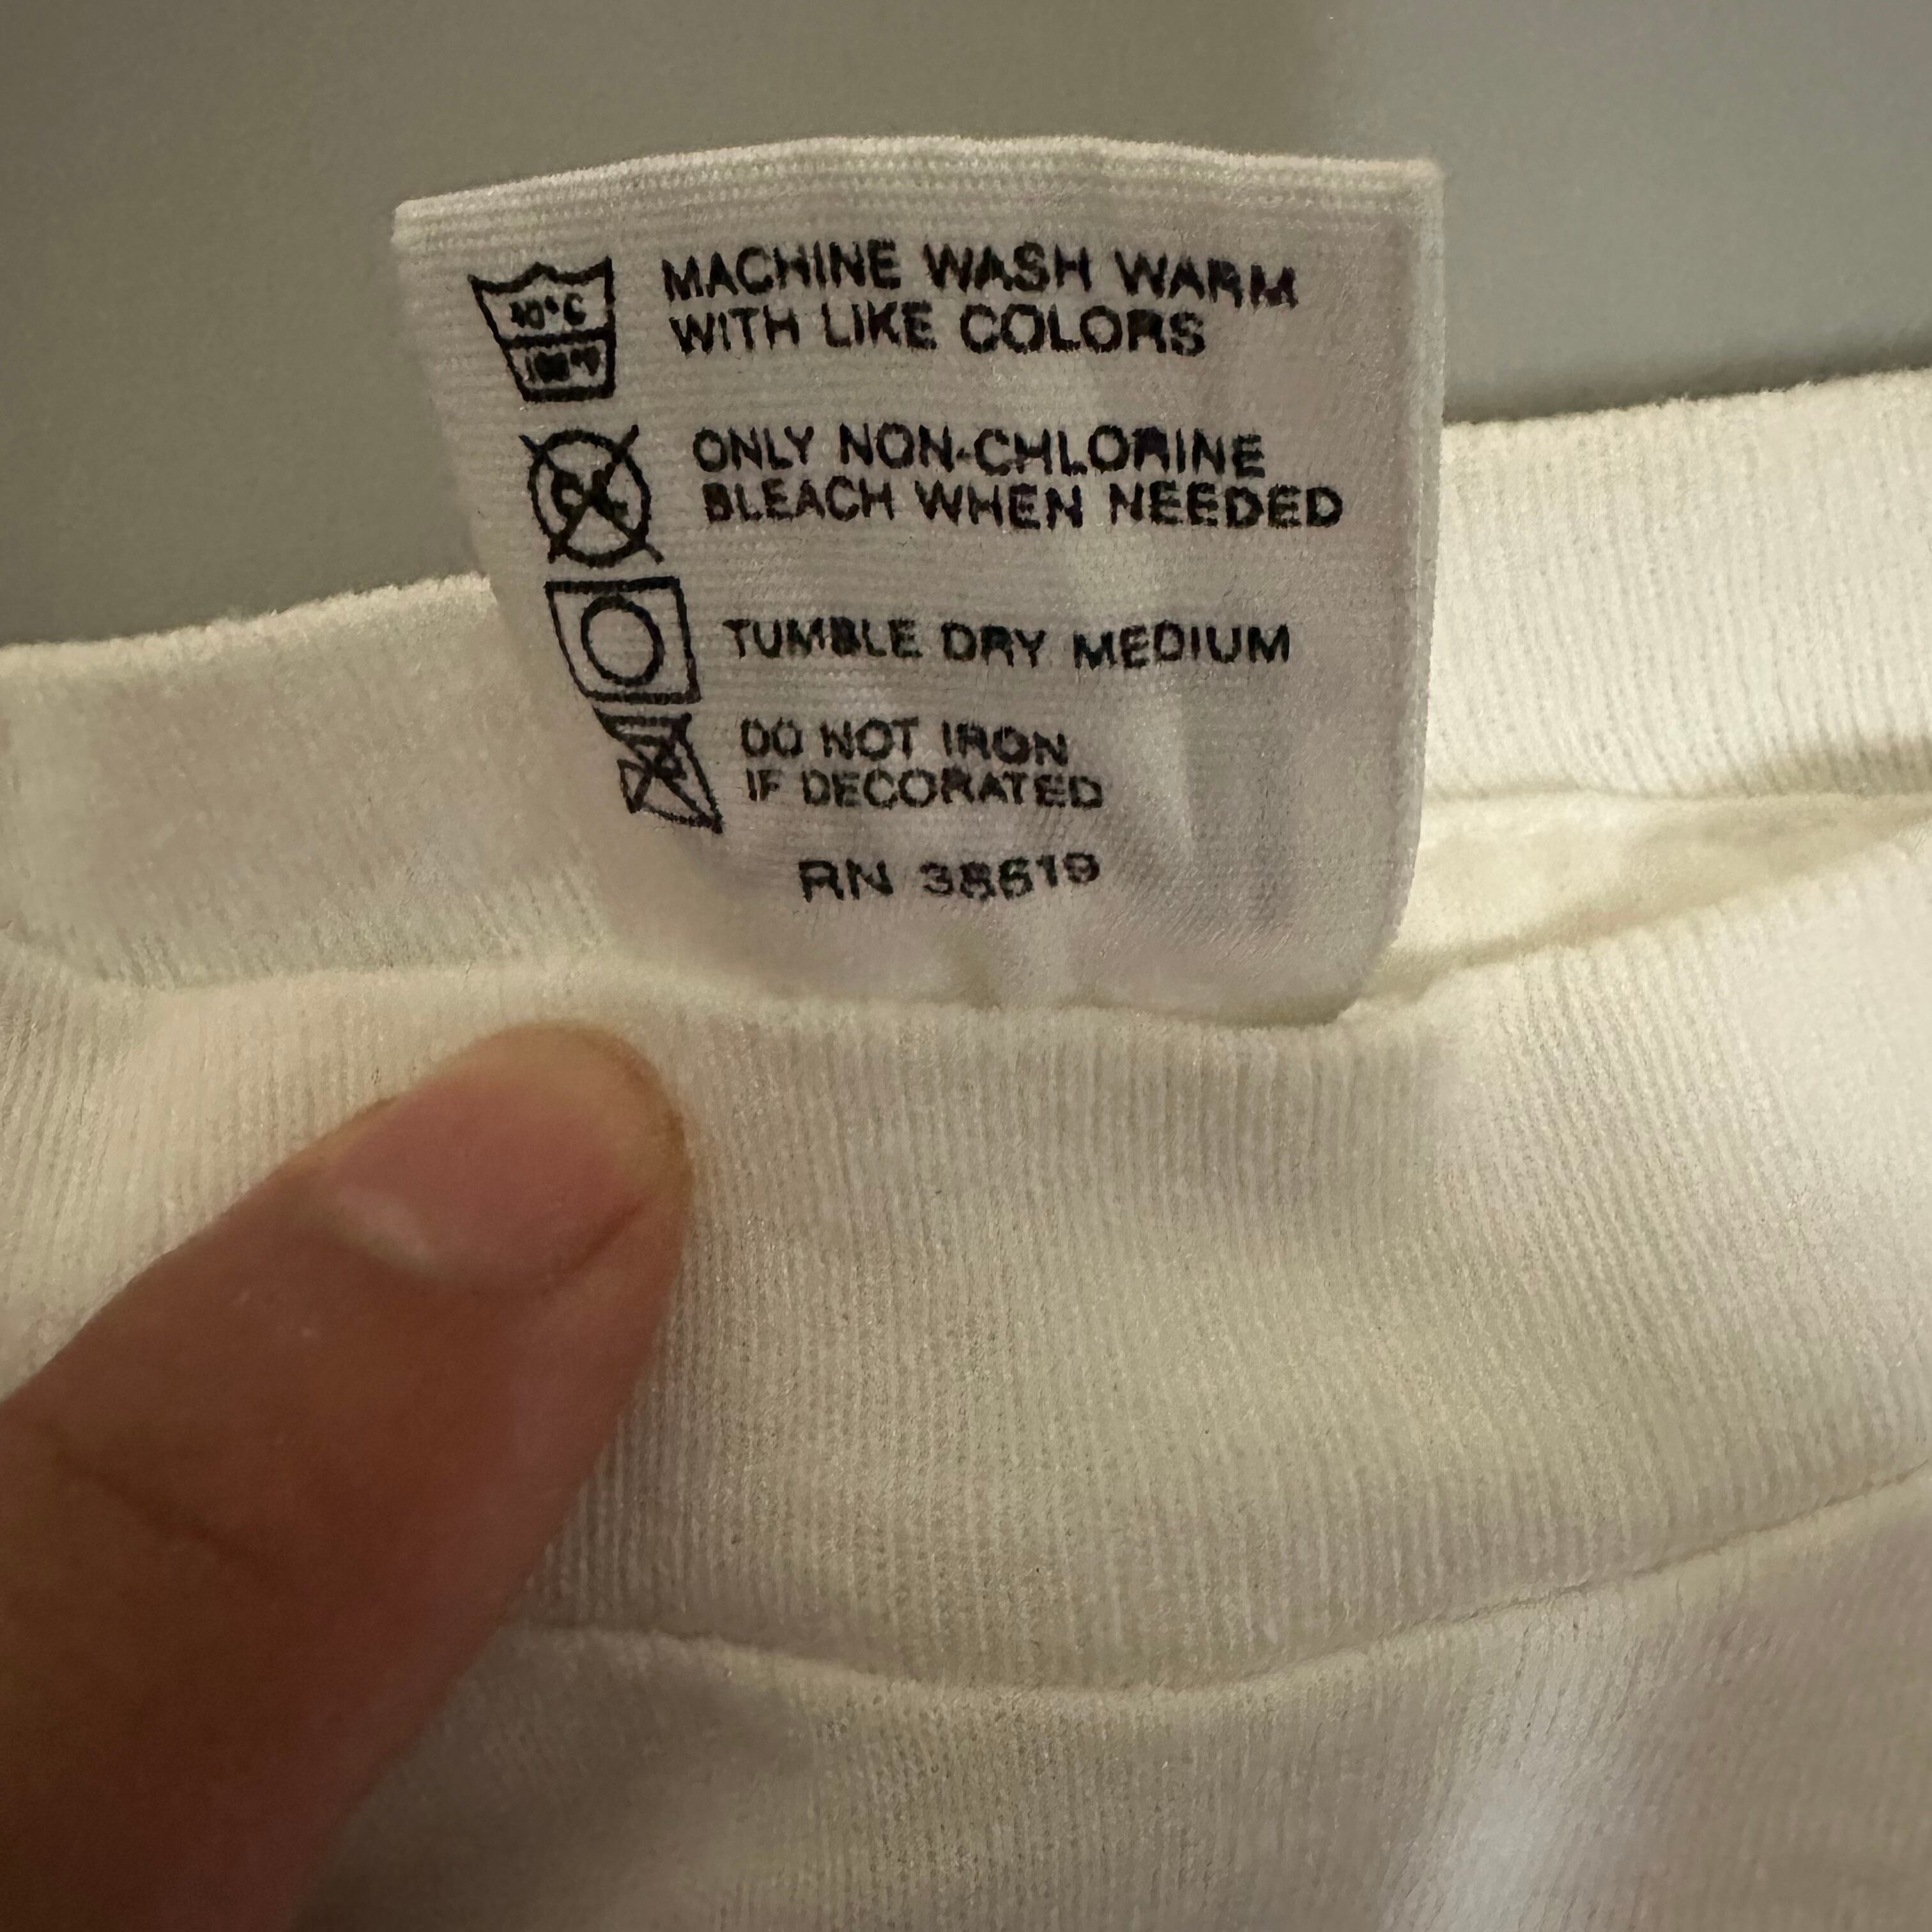 40°C
MACHINE WASH WARM
WITH LIKE COLORS
ONLY NON-CHLORINE
BLEACH WHEN NEEDED
TUMBLE DRY MEDIUM
DO NOT IRON
IF DECORATED
RN 38619